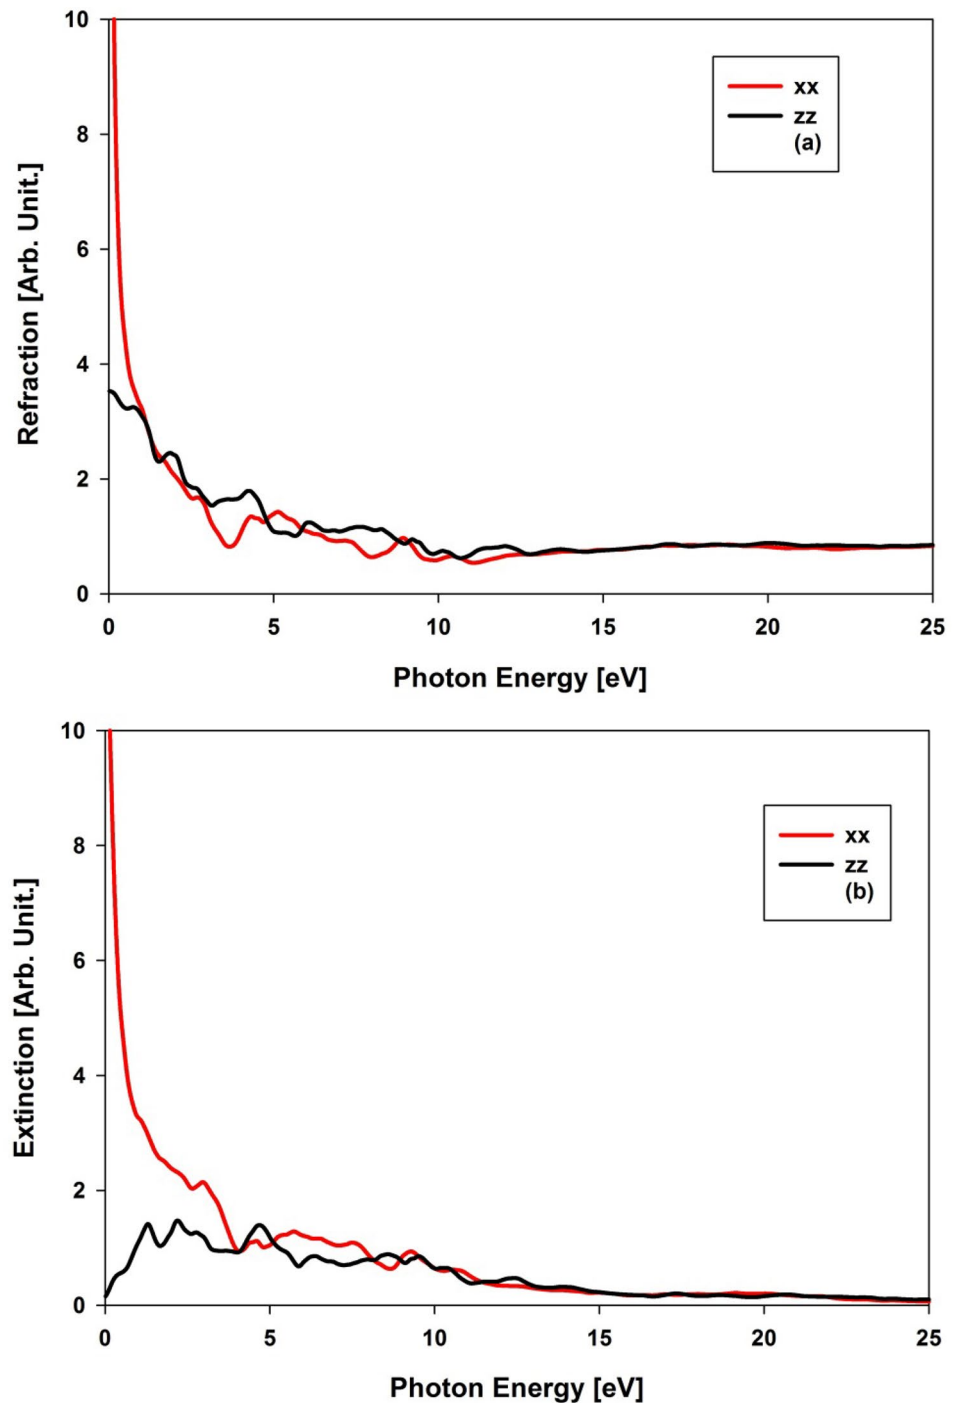 10
8
6
4
2
0
Refraction [Arb. Unit.]
xx
zz
(a)
0 5 10 15 20 25
Photon Energy [eV]
10
8
6
4
2
0
Extinction [Arb. Unit.]
xx
zz
(b)
0 5 10 15 20 25
Photon Energy [eV]